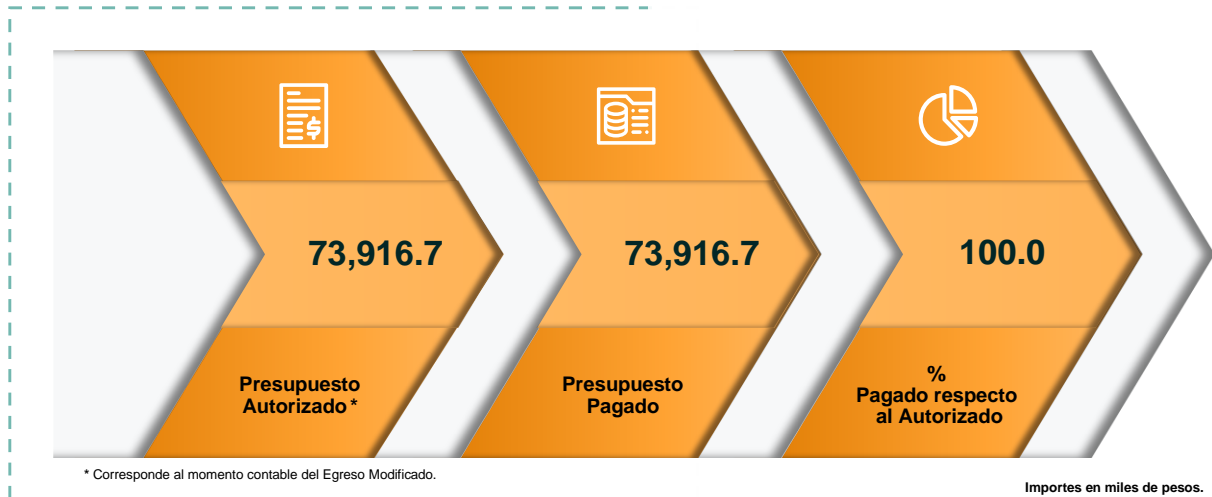 73,916.7
73,916.7
100.0
Presupuesto
Autorizado *
Presupuesto
Pagado
%
Pagado respecto
al Autorizado
* Corresponde al momento contable del Egreso Modificado.
Importes en miles de pesos.